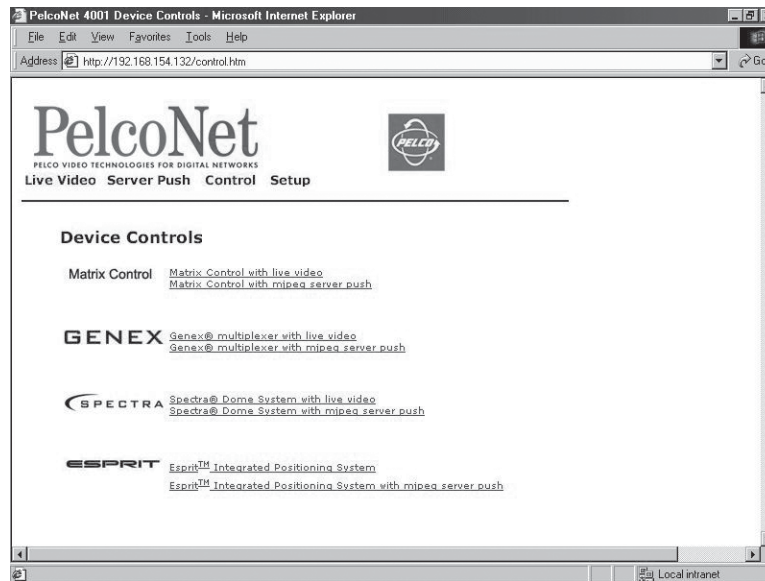 PelcoNet 4001 Device Controls - Microsoft Internet Explorer
File Edit View Favorites Tools Help
Address http://192.168.154.132/control.htm Go
PelcoNet
PELCO VIDEO TECHNOLOGIES FOR DIGITAL NETWORKS
PELCO
Live Video Server Push Control Setup
Device Controls
Matrix Control Matrix Control with live video
Matrix Control with mjpeg server push
GENEX Genex® multiplexer with live video
Genex® multiplexer with mjpeg server push
SPECTRA Spectra® Dome System with live video
Spectra® Dome System with mjpeg server push
ESPRIT Esprit™ Integrated Positioning System
Esprit™ Integrated Positioning System with mjpeg server push
Local intranet